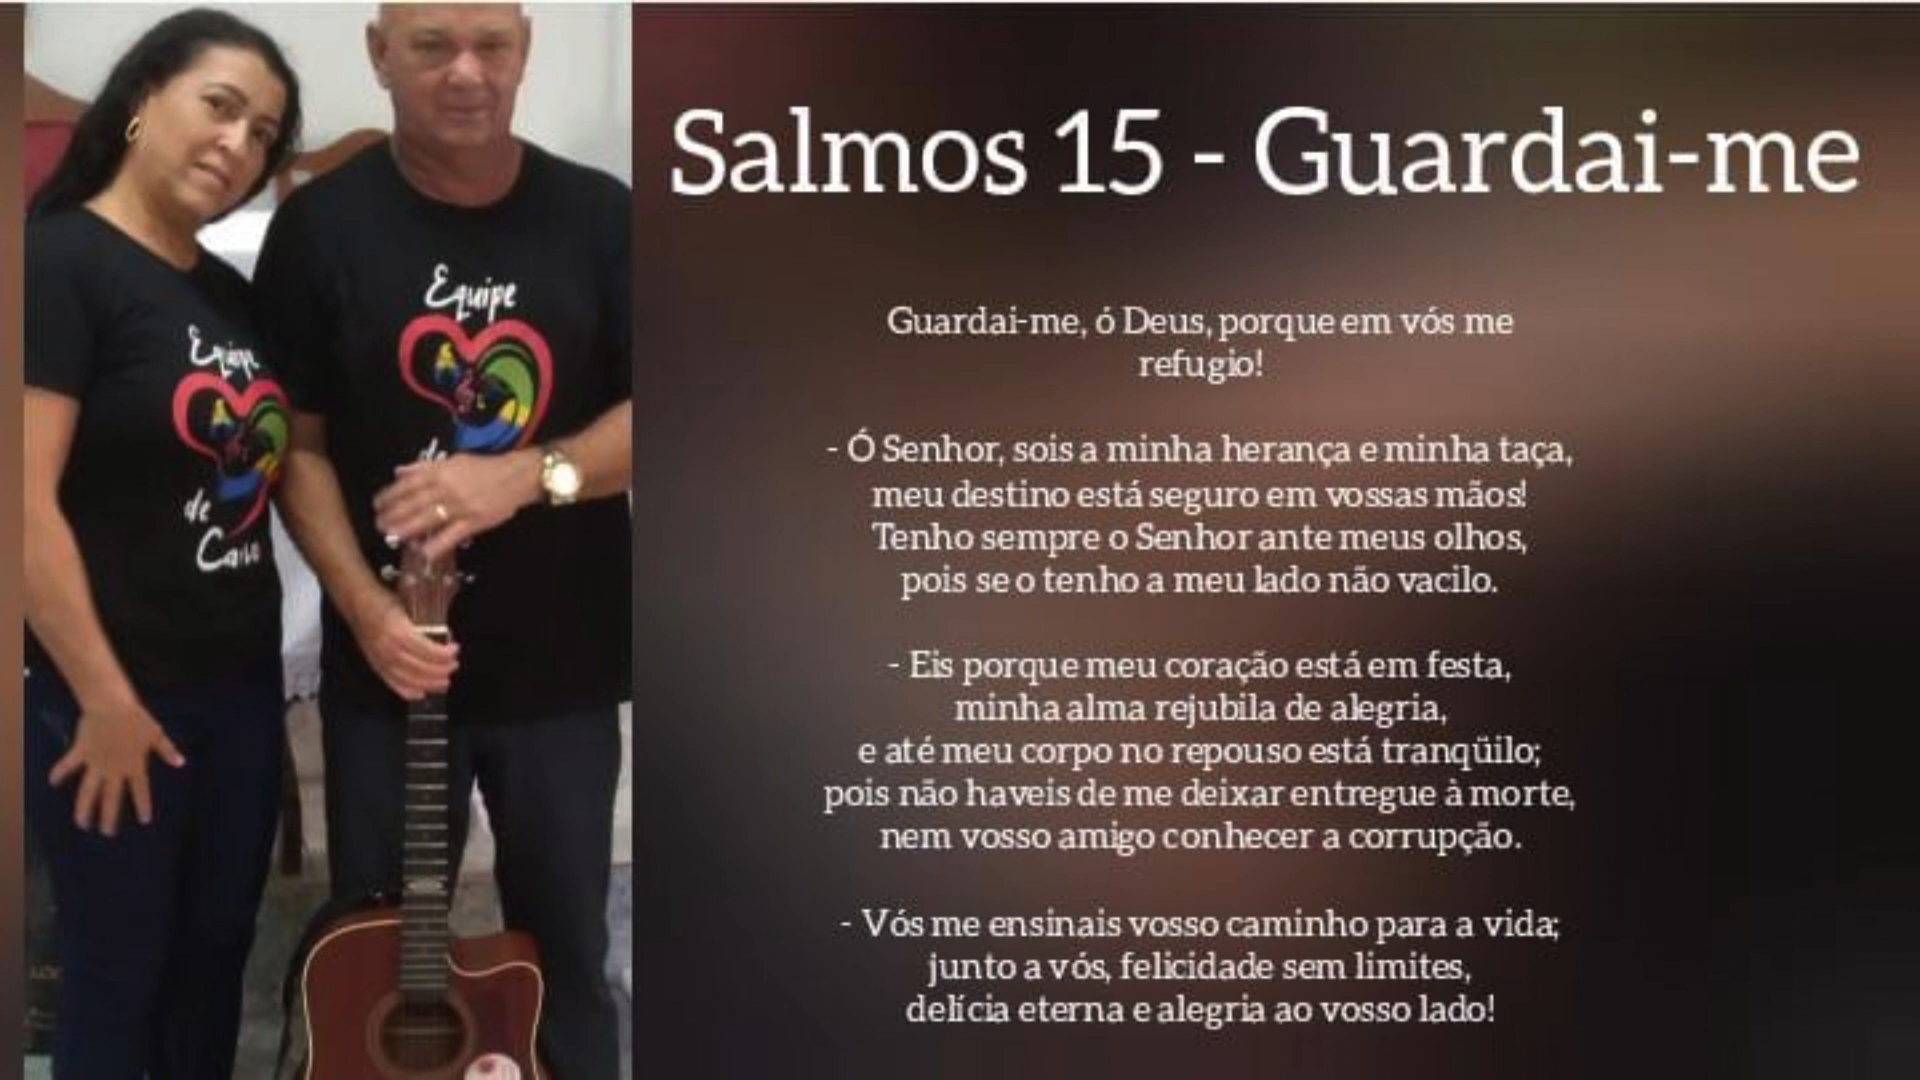 Salmos 15 - Guardai-me
Guardai-me, ó Deus, porque em vós me
refugio!
- Ó Senhor, sois a minha herança e minha taça,
meu destino está seguro em vossas mãos!
Tenho sempre o Senhor ante meus olhos,
pois se o tenho a meu lado não vacilo.
- Eis porque meu coração está em festa,
minha alma rejubila de alegria,
e até meu corpo no repouso está tranqüilo;
pois não haveis de me deixar entregue à morte,
nem vosso amigo conhecer a corrupção.
- Vós me ensinais vosso caminho para a vida;
junto a vós, felicidade sem limites,
delícia eterna e alegria ao vosso lado!
Equipe
de
Equipe
de